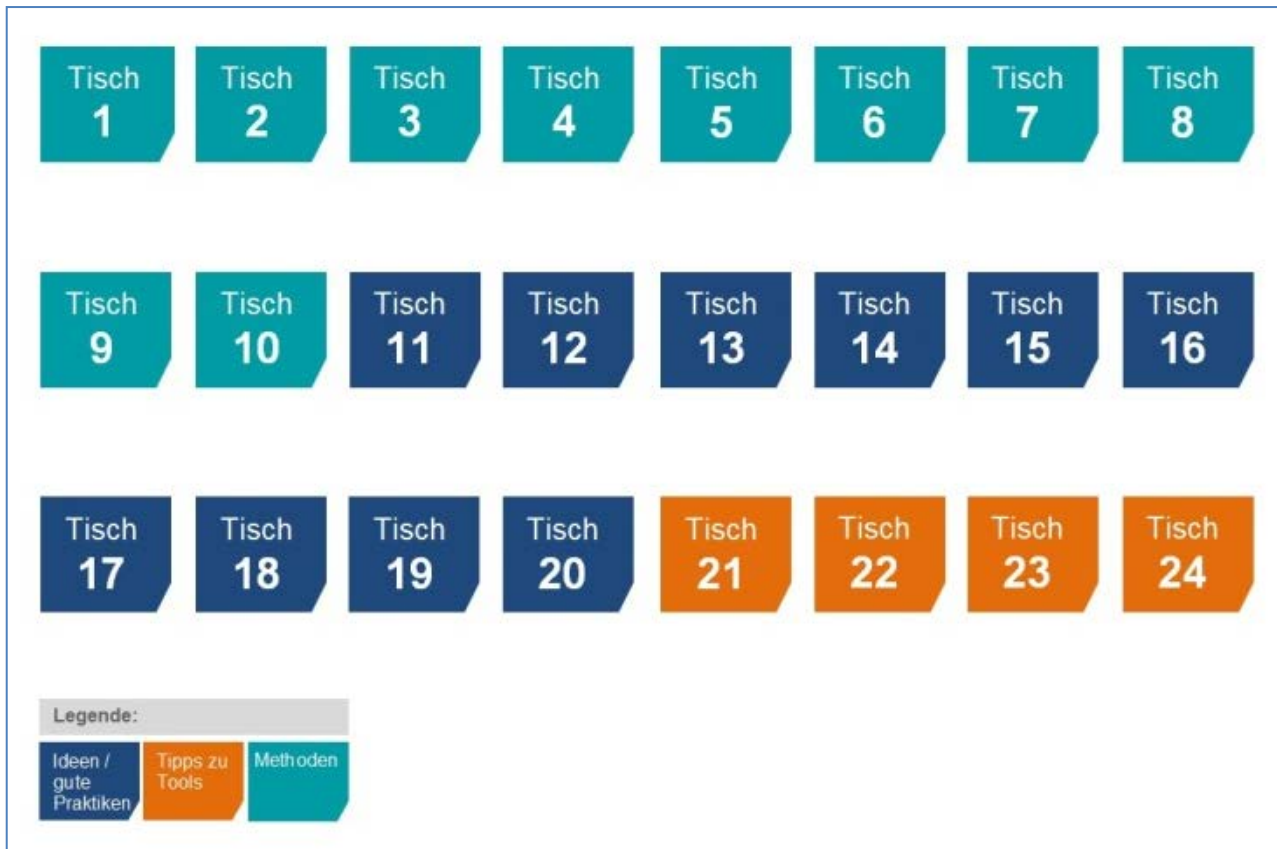 Tisch Tisch Tisch Tisch Tisch Tisch Tisch Tisch
1 2 3 4 5 6 7 8
Tisch Tisch Tisch Tisch Tisch Tisch Tisch Tisch
9 10 11 12 13 14 15 16
Tisch Tisch Tisch Tisch Tisch Tisch Tisch Tisch
17 18 19 20 21 22 23 24
Legende:
Ideen /
gute
Praktiken
Tipps zu
Tools
Methoden